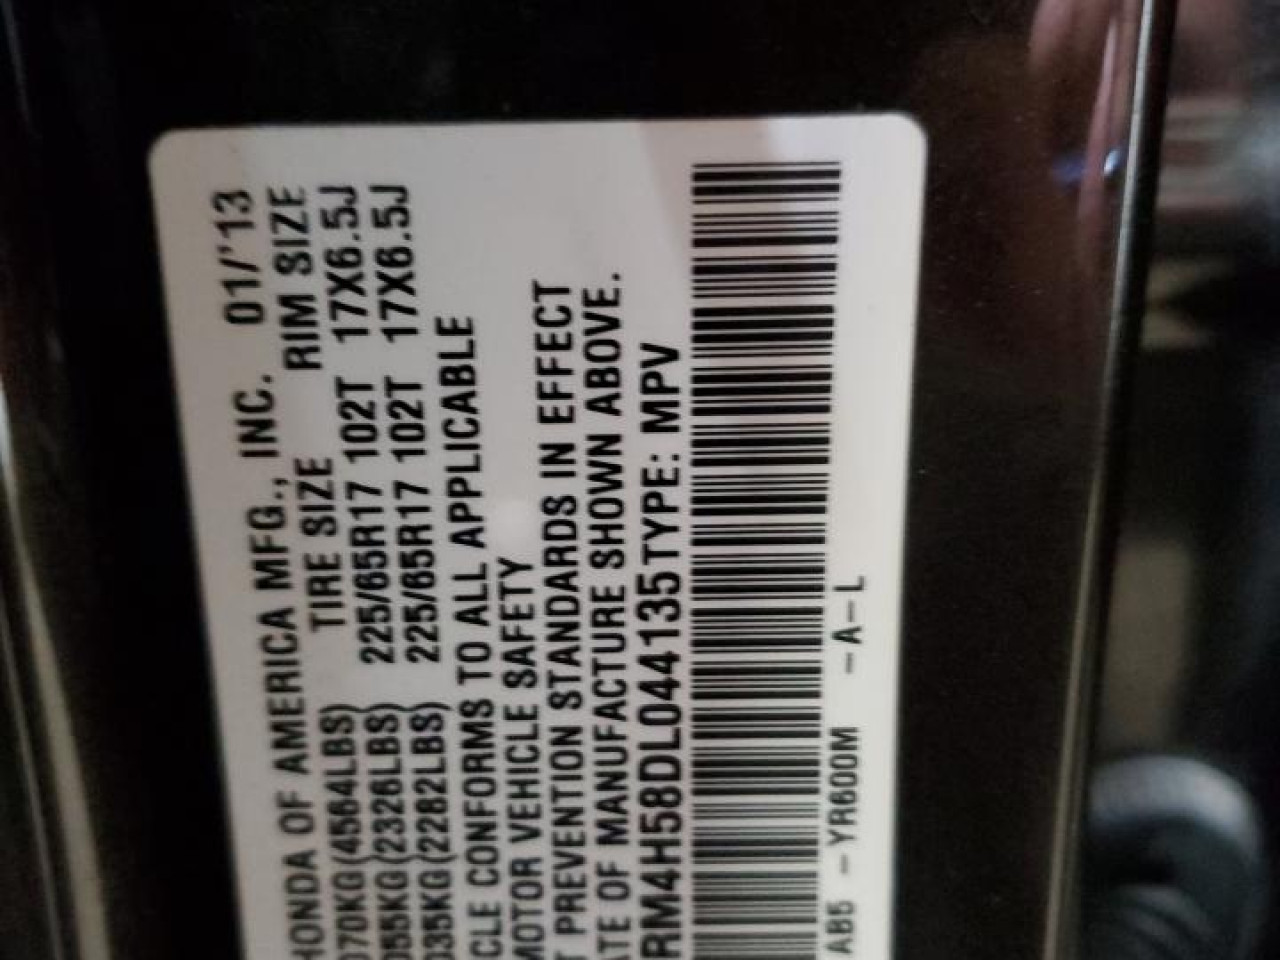 HONDA OF AMERICA MFG., INC. 01/'13
TIRE SIZE RIM SIZE
070KG(4564LBS) 225/65R17 102T 17X6.5J
055KG(2326LBS) 225/65R17 102T 17X6.5J
035KG(2282LBS)
CLE CONFORMS TO ALL APPLICABLE
MOTOR VEHICLE SAFETY
T PREVENTION STANDARDS IN EFFECT
ATE OF MANUFACTURE SHOWN ABOVE.
RM4H58DL044135TYPE: MPV
AB5 -YR600M -A-L